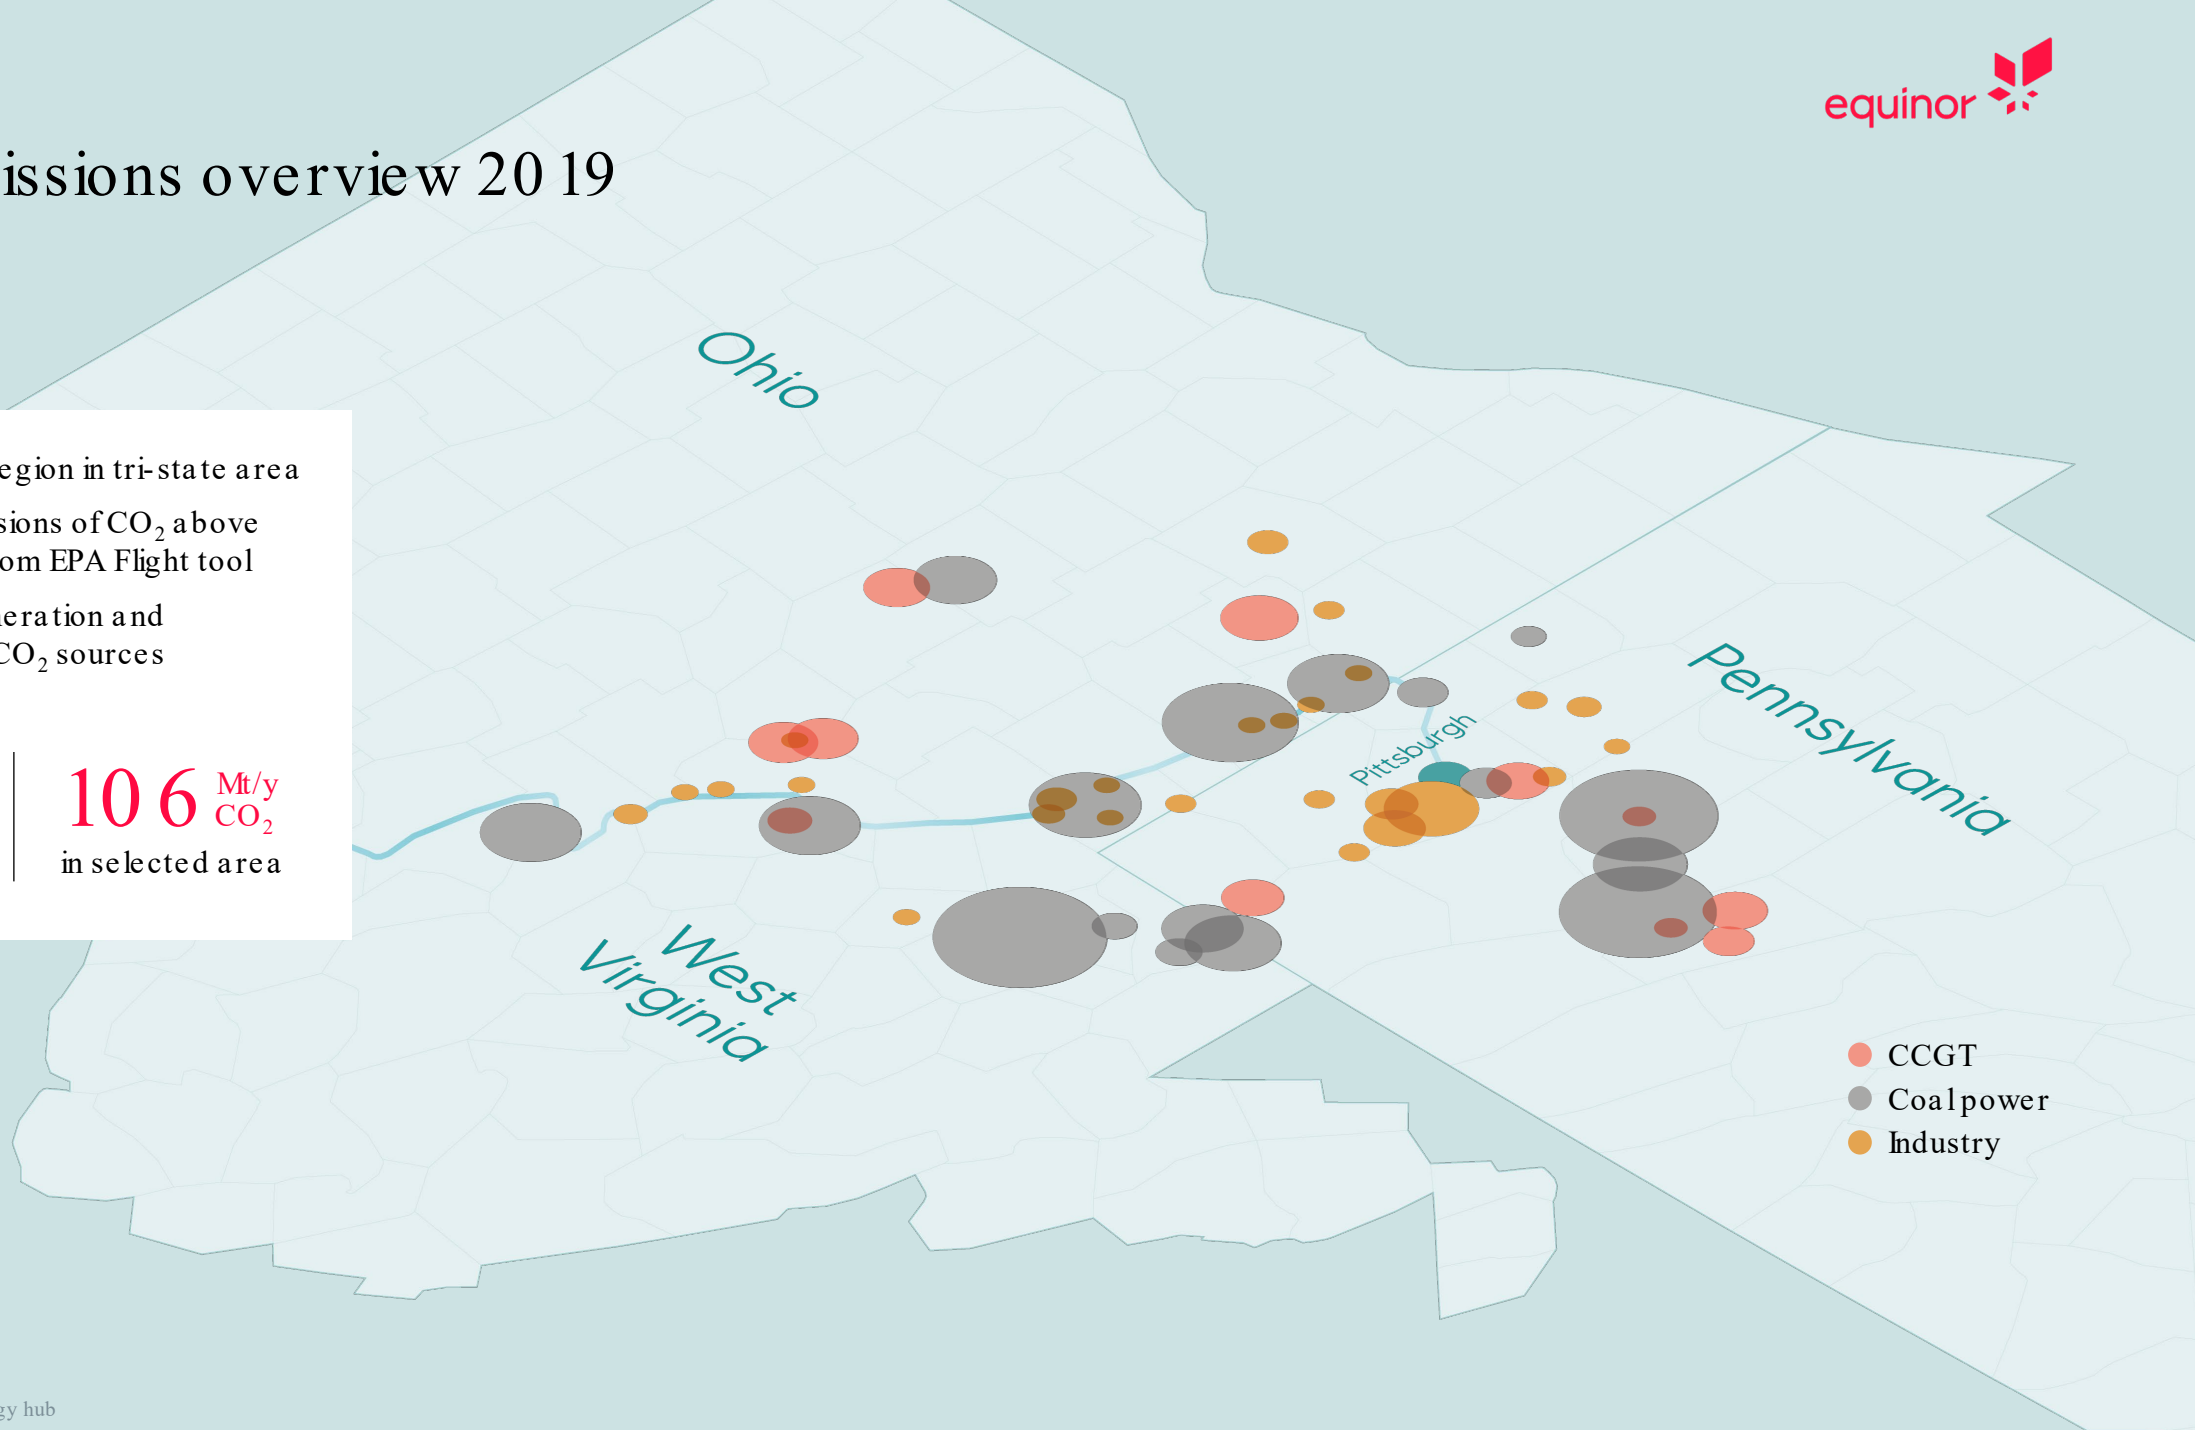 equinor
issions overview 2019
Ohio
egion in tri-state area
sions of CO2 above
om EPA Flight tool
neration and
CO2 sources
106 Mt/y CO2
in selected area
Pittsburgh
Pennsylvania
West
Virginia
CCGT
Coal power
Industry
gy hub